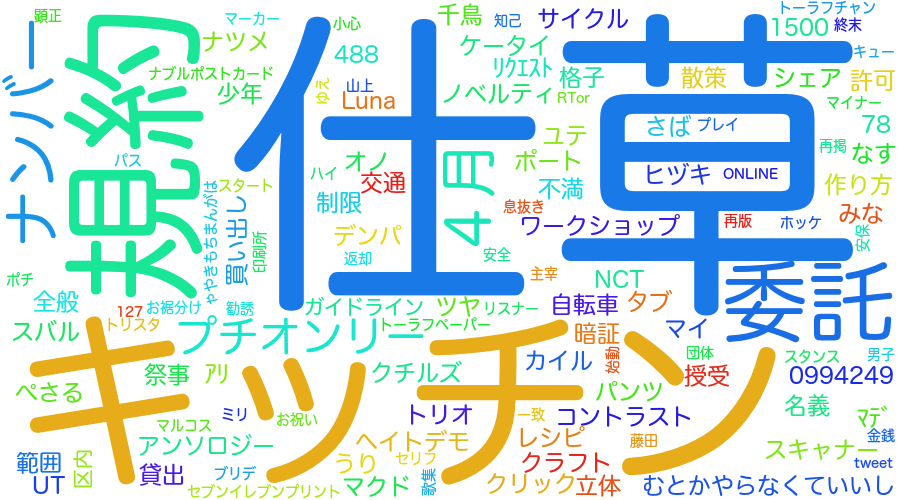 顕正
マーカー
小心
千鳥
知己
サイクル
トーラフチャン
1500
終末
ナンバー
規約
ナツメ
488
ケータイ
ﾘｸｴｽﾄ
格子
散策
シェア
許可
キュー
ナブルポストカード
少年
ゆえ
山上
Luna
ノベルティ
RTor
マイナー
78
仕草
さば
プレイ
再掲
なす
パス
スタート
ハイ
オノ
交通
4月
ユテ
ポート
不満
ヒヅキ
ONLINE
作り方
ゃやきもちまんがは
買い出し
印刷所
制限
デンパ
息抜き
ワークショップ
再版
ホッケ
みな
安保
返却
安全
主宰
NCT
委託
ポチ
全般
127
お裾分け
勧誘
ガイドライン
ツヤ
リスナー
自転車
タブ
スバル
トリスタ
プチオンリー
トーラフペーパー
暗証
マイ
キッチン
祭事
ｱﾘ
クチルズ
カイル
始動
団体
授受
スタンス
男子
0994249
ぺさる
パンツ
名義
マルコス
ミリ
お祝い
トリオ
一致
コントラスト
ﾏﾃﾞ
金銭
アンソロジー
ヘイトデモ
レシピ
藤田
スキャナー
範囲
区内
貸出
ブリデ
うり
セリフ
クラフト
tweet
UT
セブンイレブンプリント
マクド
歌集
クリック
立体
むとかやらなくていいし